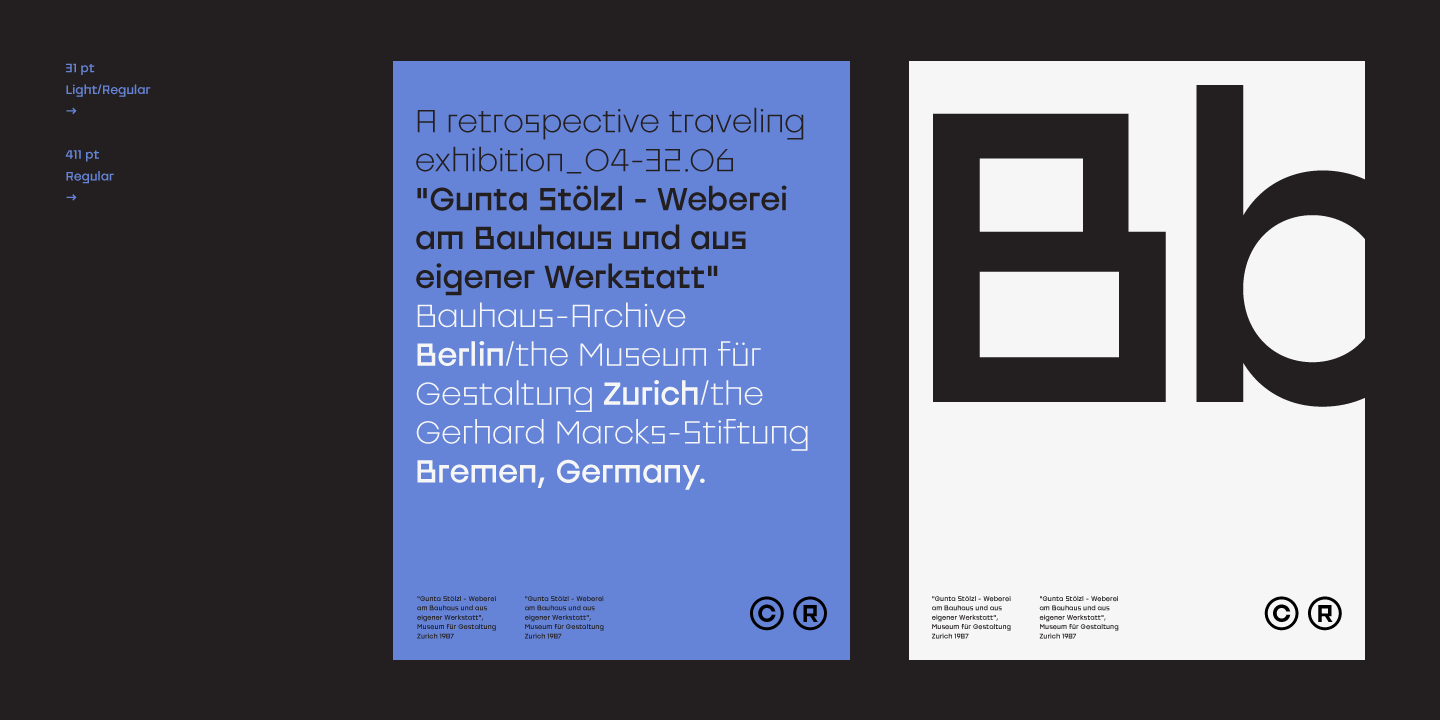 31 pt
Light/Regular
→
411 pt
Regular
→
A retrospective traveling
exhibition_04-32.06
"Gunta Stölzl - Weberei
am Bauhaus und aus
eigener Werkstatt"
Bauhaus-Archive
Berlin/the Museum für
Gestaltung Zurich/the
Gerhard Marcks-Stiftung
Bremen, Germany.
"Gunta Stölzl - Weberei
am Bauhaus und aus
eigener Werkstatt",
Museum für Gestaltung
Zurich 1987
"Gunta Stölzl - Weberei
am Bauhaus und aus
eigener Werkstatt",
Museum für Gestaltung
Zurich 1987
© ®
Bb
"Gunta Stölzl - Weberei
am Bauhaus und aus
eigener Werkstatt",
Museum für Gestaltung
Zurich 1987
"Gunta Stölzl - Weberei
am Bauhaus und aus
eigener Werkstatt",
Museum für Gestaltung
Zurich 1987
© ®